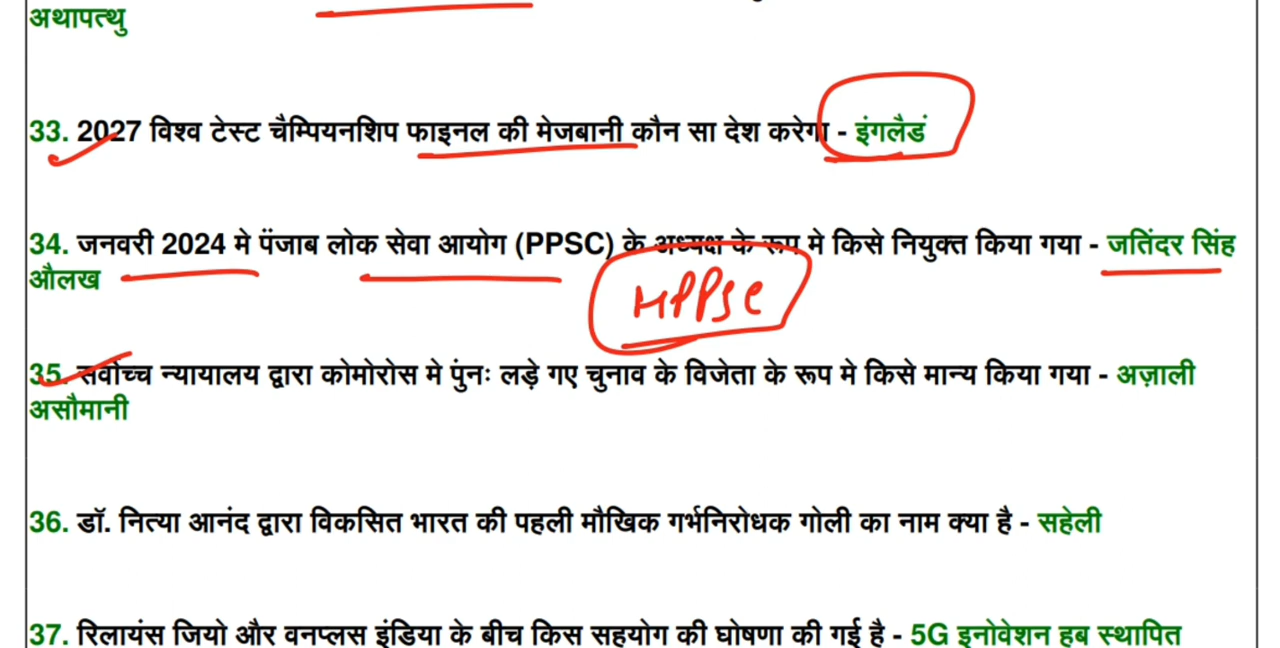 अथापत्थु
33. 2027 विश्व टेस्ट चैम्पियनशिप फाइनल की मेजबानी कौन सा देश करेगा - इंगलैडं
34. जनवरी 2024 मे पंजाब लोक सेवा आयोग (PPSC) के अध्यक्ष के रूप मे किसे नियुक्त किया गया - जतिंदर सिंह
औलख
MPPSC
35. सर्वोच्च न्यायालय द्वारा कोमोरोस मे पुंनः लड़े गए चुनाव के विजेता के रूप मे किसे मान्य किया गया - अज़ाली
असौमानी
36. डॉ. नित्या आनंद द्वारा विकसित भारत की पहली मौखिक गर्भनिरोधक गोली का नाम क्या है - सहेली
37. रिलायंस जियो और वनप्लस इंडिया के बीच किस सहयोग की घोषणा की गई है - 5G इनोवेशन हब स्थापित